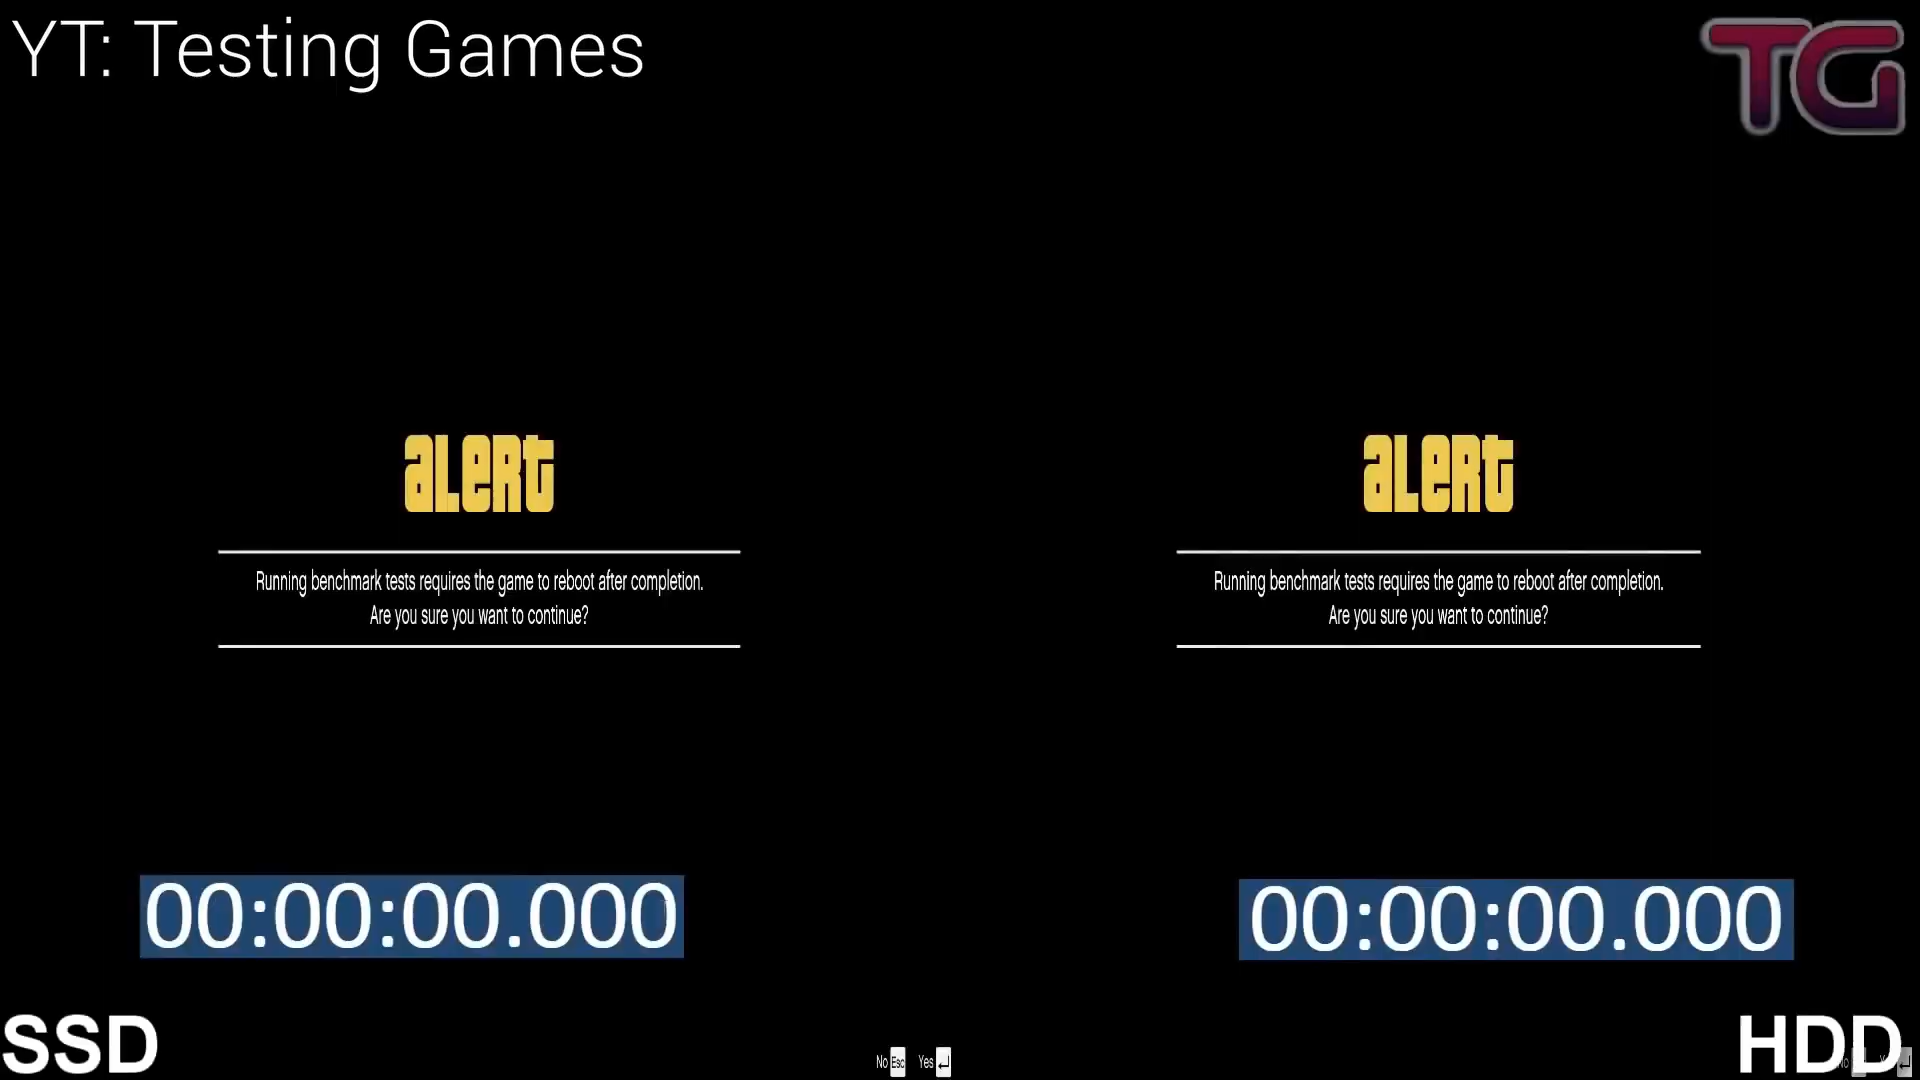 YT: Testing Games
TG
alert
Running benchmark tests requires the game to reboot after completion.
Are you sure you want to continue?
alert
Running benchmark tests requires the game to reboot after completion.
Are you sure you want to continue?
00:00:00.000
00:00:00.000
SSD
No Esc Yes
HDD